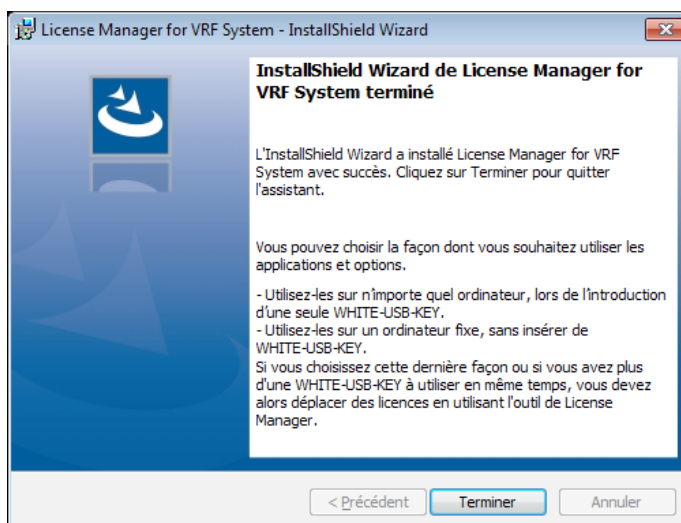 License Manager for VRF System - InstallShield Wizard
InstallShield Wizard de License Manager for
VRF System terminé
L'InstallShield Wizard a installé License Manager for VRF
System avec succès. Cliquez sur Terminer pour quitter
l'assistant.
Vous pouvez choisir la façon dont vous souhaitez utiliser les
applications et options.
- Utilisez-les sur n'importe quel ordinateur, lors de l'introduction
d'une seule WHITE-USB-KEY.
- Utilisez-les sur un ordinateur fixe, sans insérer de
WHITE-USB-KEY.
Si vous choisissez cette dernière façon ou si vous avez plus
d'une WHITE-USB-KEY à utiliser en même temps, vous devez
alors déplacer des licences en utilisant l'outil de License
Manager.
< Précédent
Terminer
Annuler